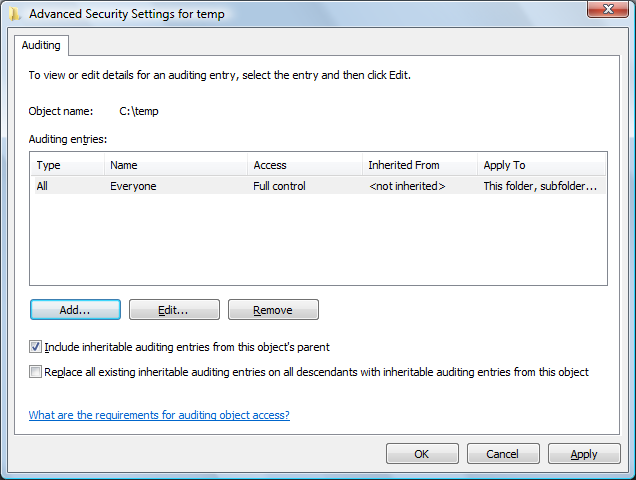 Advanced Security Settings for temp
Auditing
To view or edit details for an auditing entry, select the entry and then click Edit.
Object name: C:\temp
Auditing entries:
Type Name Access Inherited From Apply To
All Everyone Full control <not inherited> This folder, subfolder...
Add... Edit... Remove
Include inheritable auditing entries from this object's parent
Replace all existing inheritable auditing entries on all descendants with inheritable auditing entries from this object
What are the requirements for auditing object access?
OK Cancel Apply